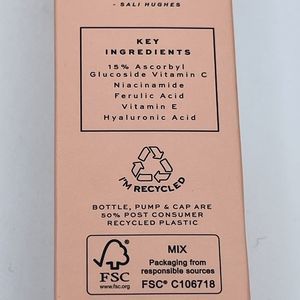 - SALI HUGHES
KEY
INGREDIENTS
15% Ascorbyl
Glucoside Vitamin C
Niacinamide
Ferulic Acid
Vitamin E
Hyaluronic Acid
I'M RECYCLED
BOTTLE, PUMP & CAP ARE
50% POST CONSUMER
RECYCLED PLASTIC
FSC
www.fsc.org
MIX
Packaging from
responsible sources
FSC® C106718